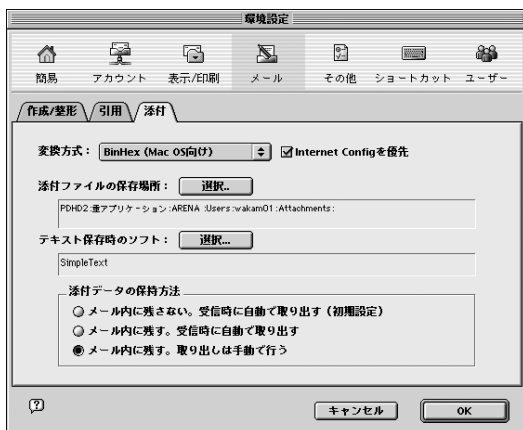 環境設定
簡易 アカウント 表示/印刷 メール その他 ショートカット ユーザー
作成/整形 引用 添付
変換方式： BinHex (Mac OS向け) Internet Configを優先
添付ファイルの保存場所： 選択..
PDHD2:重アプリケーション:ARENA :Users:wakam01:Attachments:
テキスト保存時のソフト： 選択...
SimpleText
添付データの保持方法
メール内に残さない。受信時に自動で取り出す（初期設定）
メール内に残す。受信時に自動で取り出す
メール内に残す。取り出しは手動で行う
? キャンセル OK